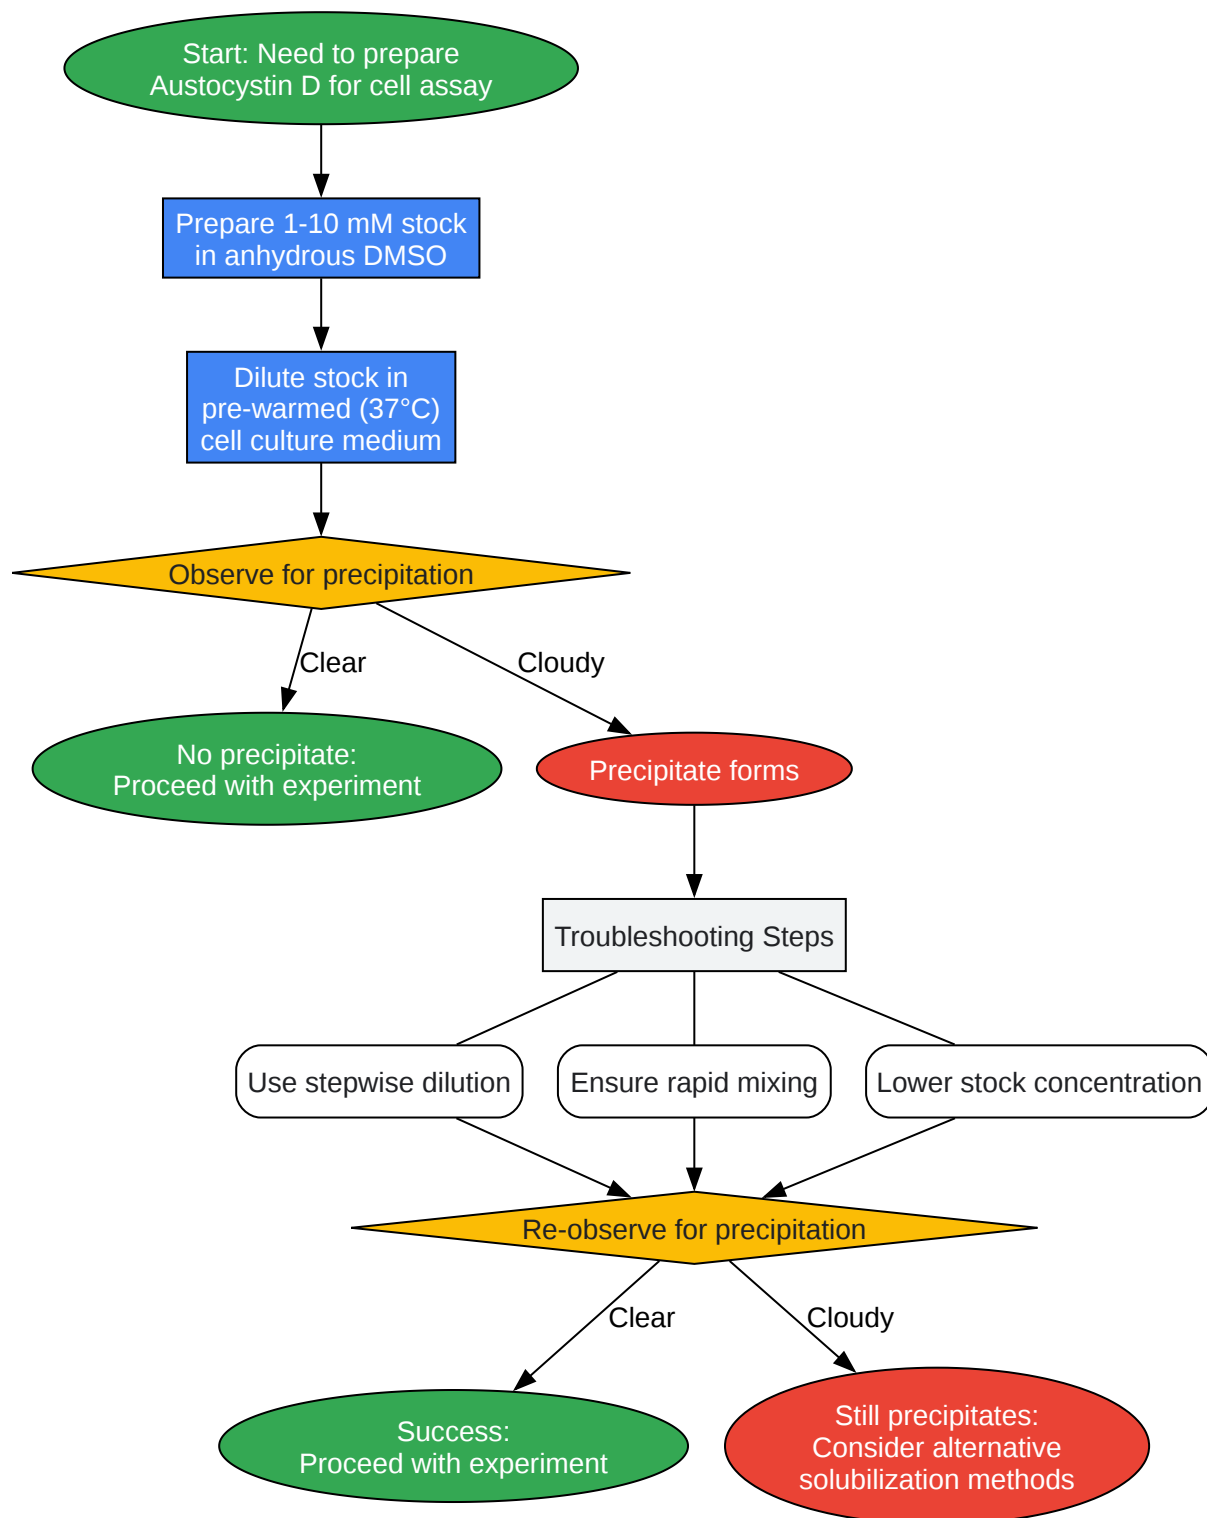 Start: Need to prepare
Austocystin D for cell assay
Prepare 1-10 mM stock
in anhydrous DMSO
Dilute stock in
pre-warmed (37°C)
cell culture medium
Observe for precipitation
Clear
Cloudy
No precipitate:
Proceed with experiment
Precipitate forms
Troubleshooting Steps
Use stepwise dilution
Ensure rapid mixing
Lower stock concentration
Re-observe for precipitation
Clear
Cloudy
Success:
Proceed with experiment
Still precipitates:
Consider alternative
solubilization methods